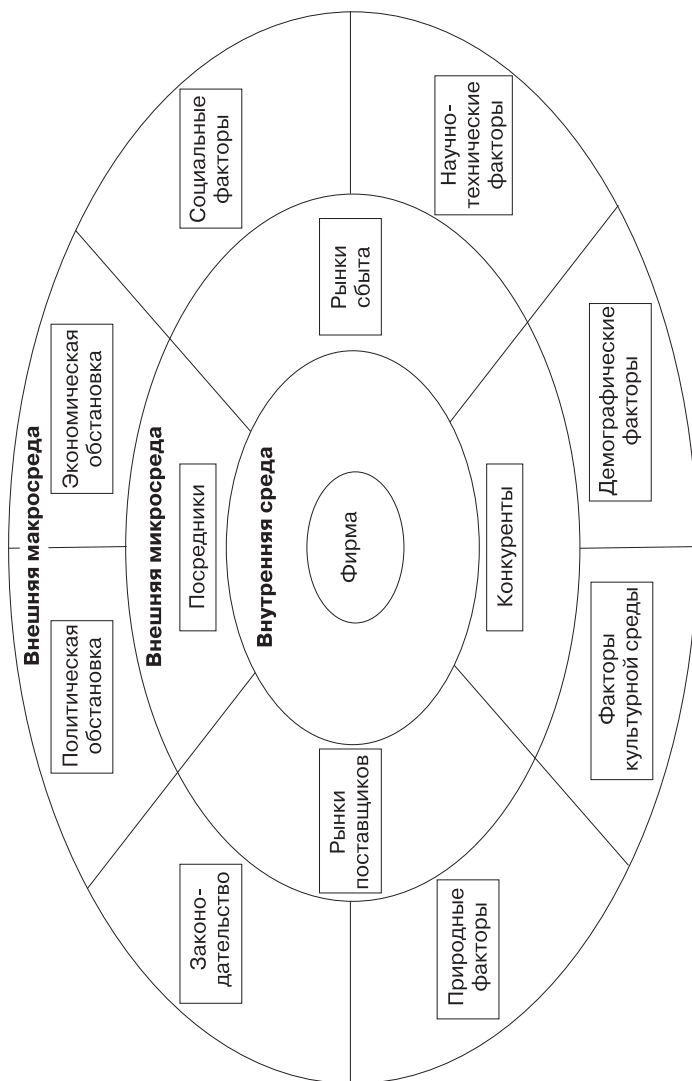 Внешняя макросреда
Политическая
обстановка
Экономическая
обстановка
Внешняя микросреда
Законо-
дательство
Посредники
Социальные
факторы
Внутренняя среда
Рынки
поставщиков
Фирма
Рынки
сбыта
Природные
факторы
Конкуренты
Научно-
технические
факторы
Факторы
культурной среды
Демографические
факторы